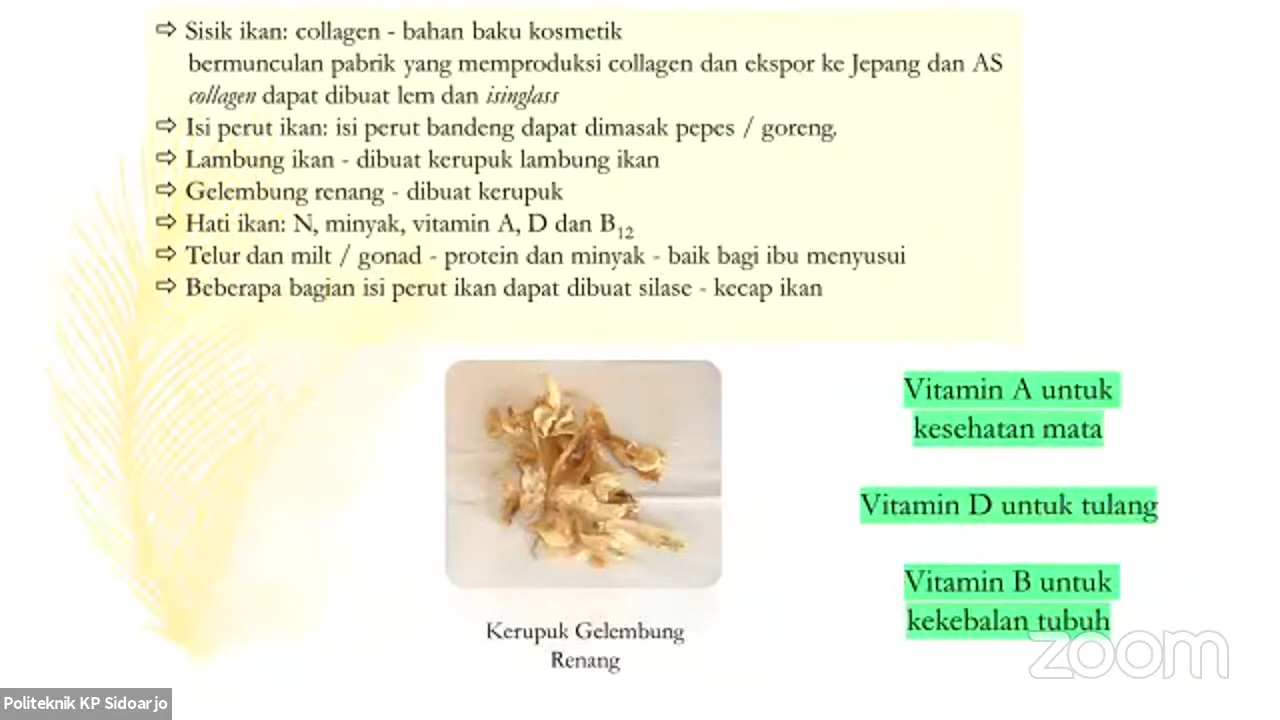 ⇨ Sisik ikan: collagen - bahan baku kosmetik
bermunculan pabrik yang memproduksi collagen dan ekspor ke Jepang dan AS
collagen dapat dibuat lem dan isinglass
⇨ Isi perut ikan: isi perut bandeng dapat dimasak pepes / goreng.
⇨ Lambung ikan - dibuat kerupuk lambung ikan
⇨ Gelembung renang - dibuat kerupuk
⇨ Hati ikan: N, minyak, vitamin A, D dan B₁₂
⇨ Telur dan milt / gonad - protein dan minyak - baik bagi ibu menyusui
⇨ Beberapa bagian isi perut ikan dapat dibuat silase - kecap ikan
Vitamin A untuk
kesehatan mata
Vitamin D untuk tulang
Vitamin B untuk
kekebalan tubuh
Kerupuk Gelembung
Renang
zoom
Politeknik KP Sidoarjo